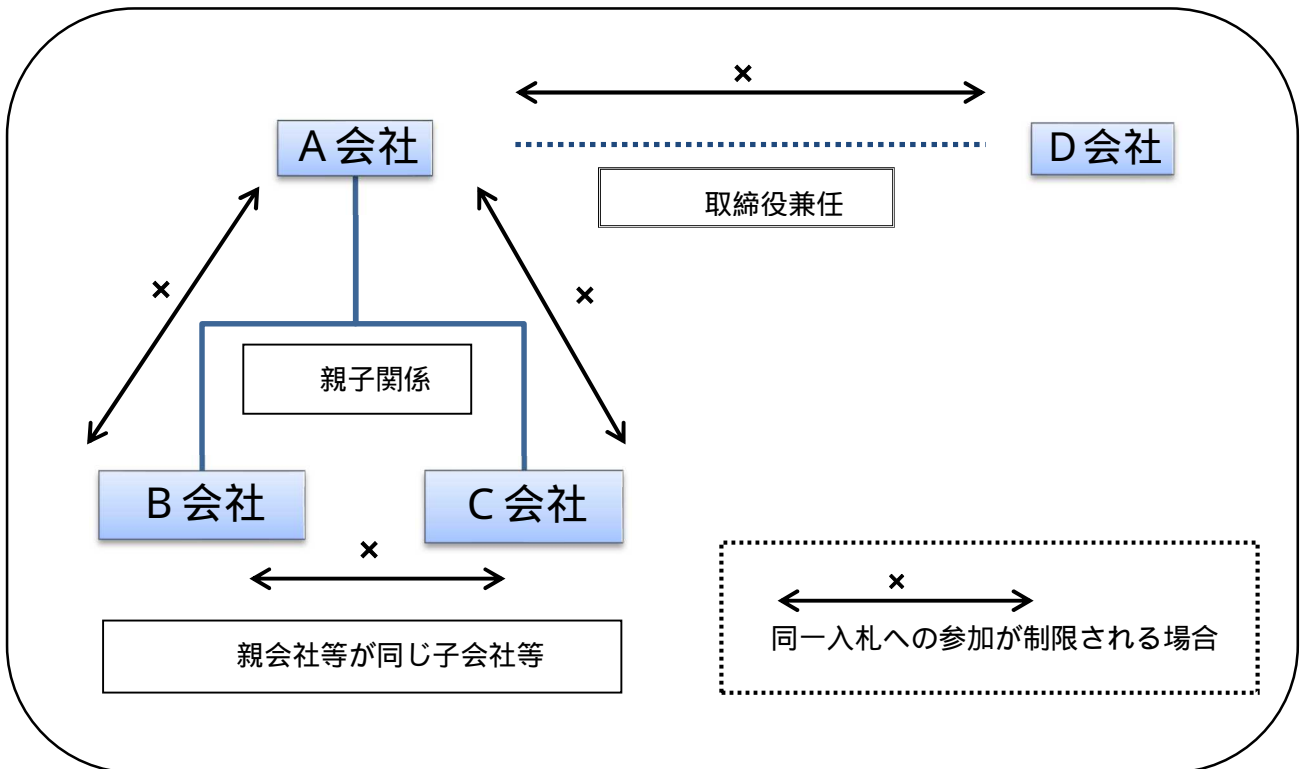 ×
A会社
D会社
取締役兼任
×
×
親子関係
B会社
C会社
×
×
親会社等が同じ子会社等
同一入札への参加が制限される場合